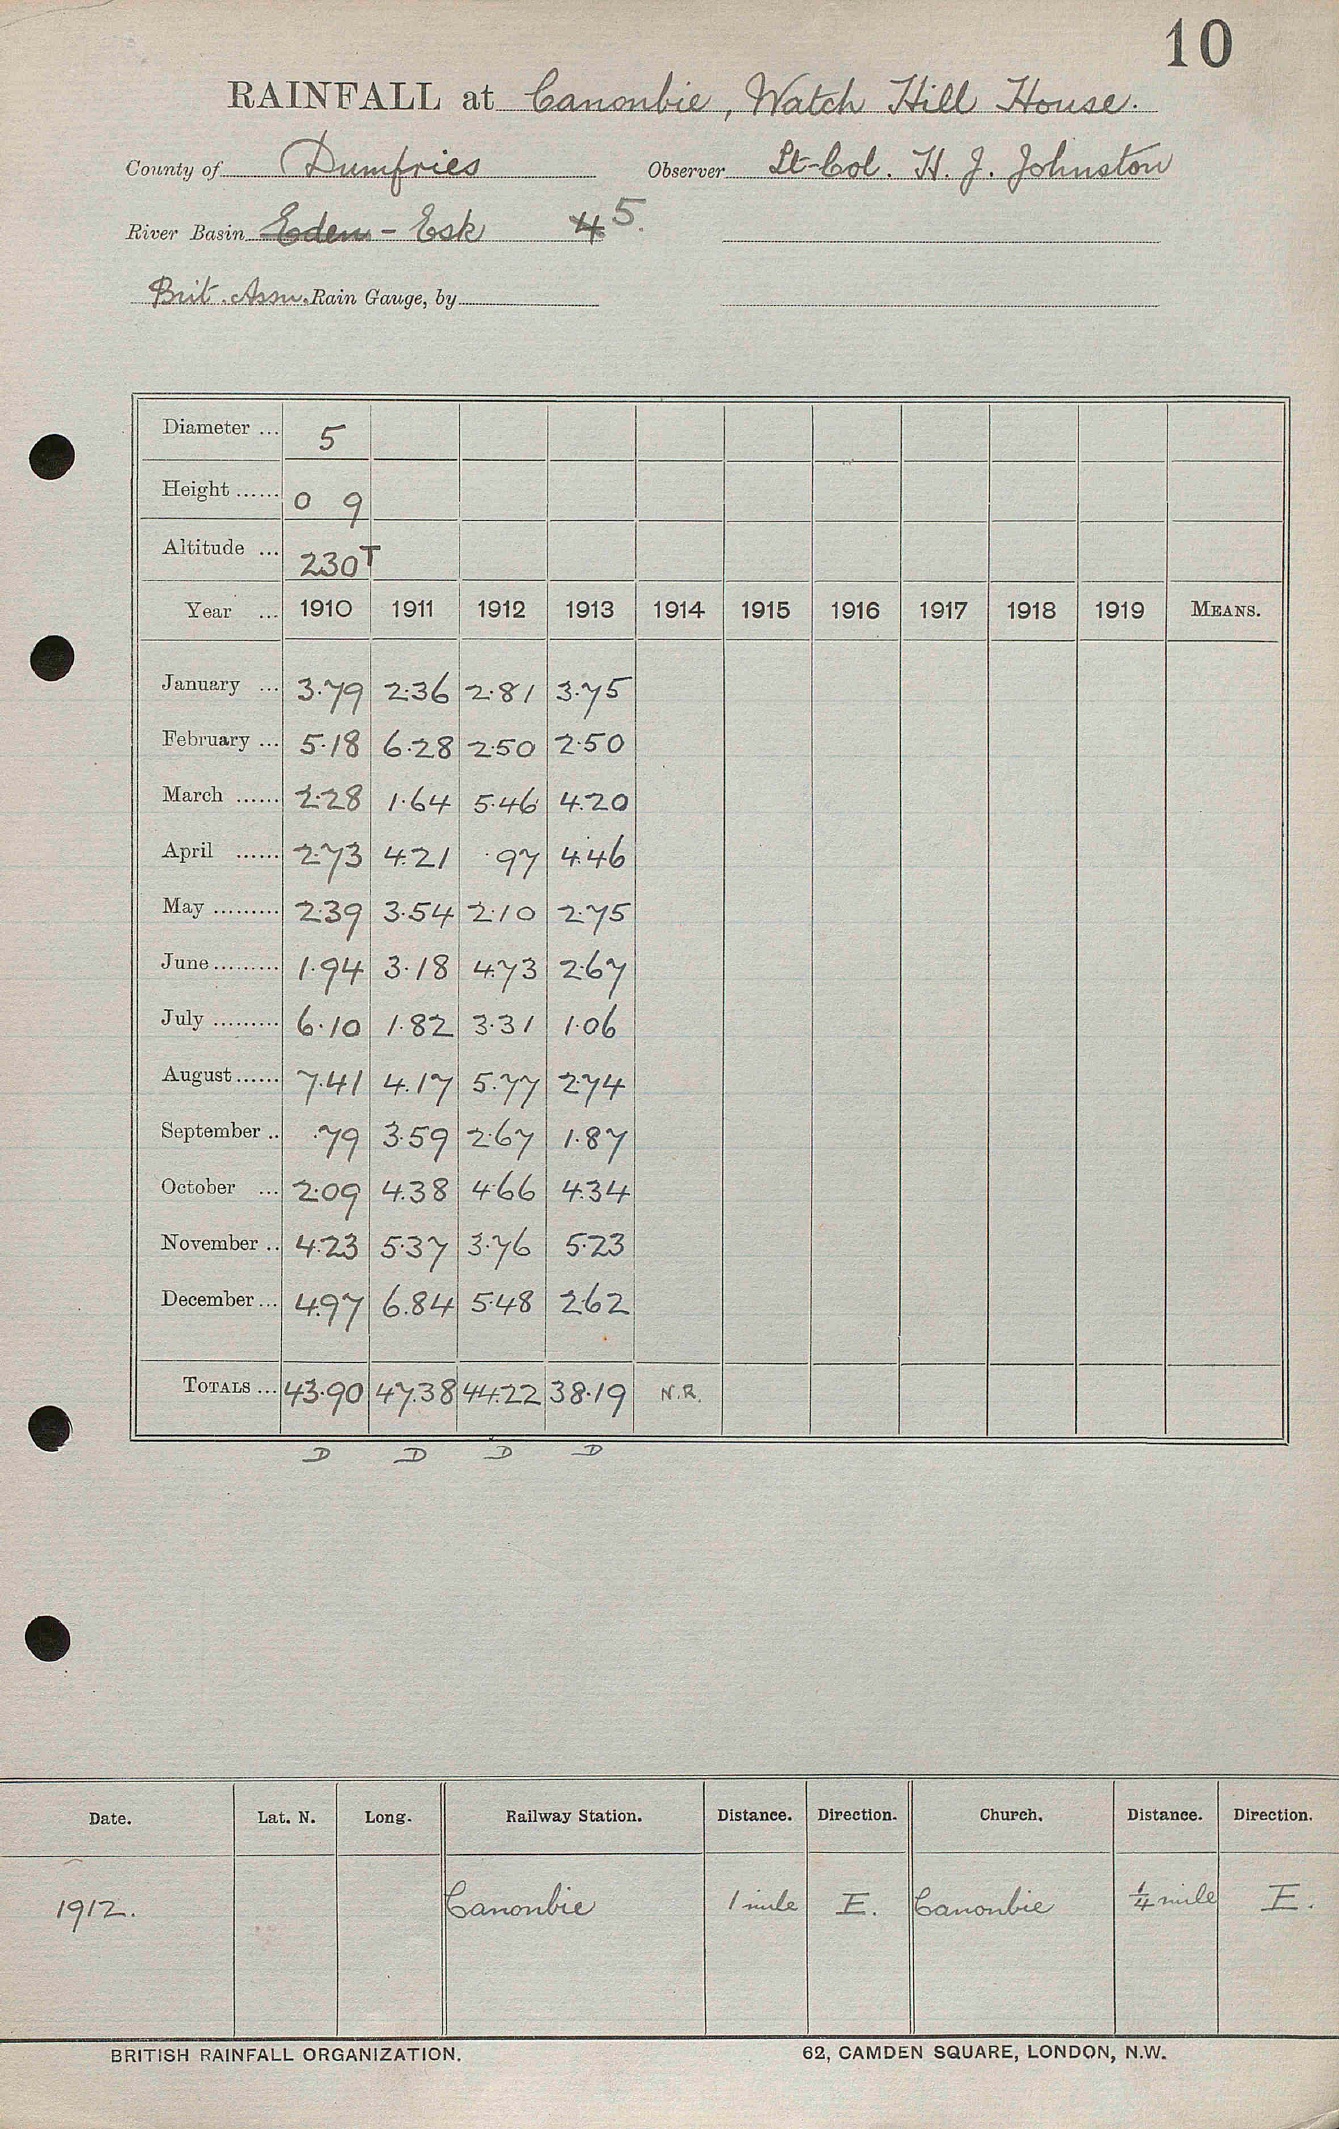 10
RAINFALL at Canonbie, Watch Hill House.
County of Dumfries Observer Lt-Col. H. J. Johnston
River Basin Eden - Esk 4 5.
Brit. Assn. Rain Gauge, by
Diameter ... 5
Height ...... 0 9
Altitude ... 230T
Year ... 1910 1911 1912 1913 1914 1915 1916 1917 1918 1919 MEANS.
January ... 3.79 2.36 2.81 3.75
February ... 5.18 6.28 2.50 2.50
March ...... 2.28 1.64 5.46 4.20
April ...... 2.73 4.21 .97 4.46
May ......... 2.39 3.54 2.10 2.75
June ......... 1.94 3.18 4.73 2.67
July ......... 6.10 1.82 3.31 1.06
August ...... 7.41 4.17 5.77 2.74
September .. .79 3.59 2.67 1.87
October ... 2.09 4.38 4.66 4.34
November .. 4.23 5.37 3.76 5.23
December ... 4.97 6.84 5.48 2.62
TOTALS ... 43.90 47.38 44.22 38.19 N.R.
D D D D
Date. Lat. N. Long. Railway Station. Distance. Direction. Church. Distance. Direction.
1912. Canonbie 1 mile E. Canonbie ¼ mile E.
BRITISH RAINFALL ORGANIZATION. 62, CAMDEN SQUARE, LONDON, N.W.